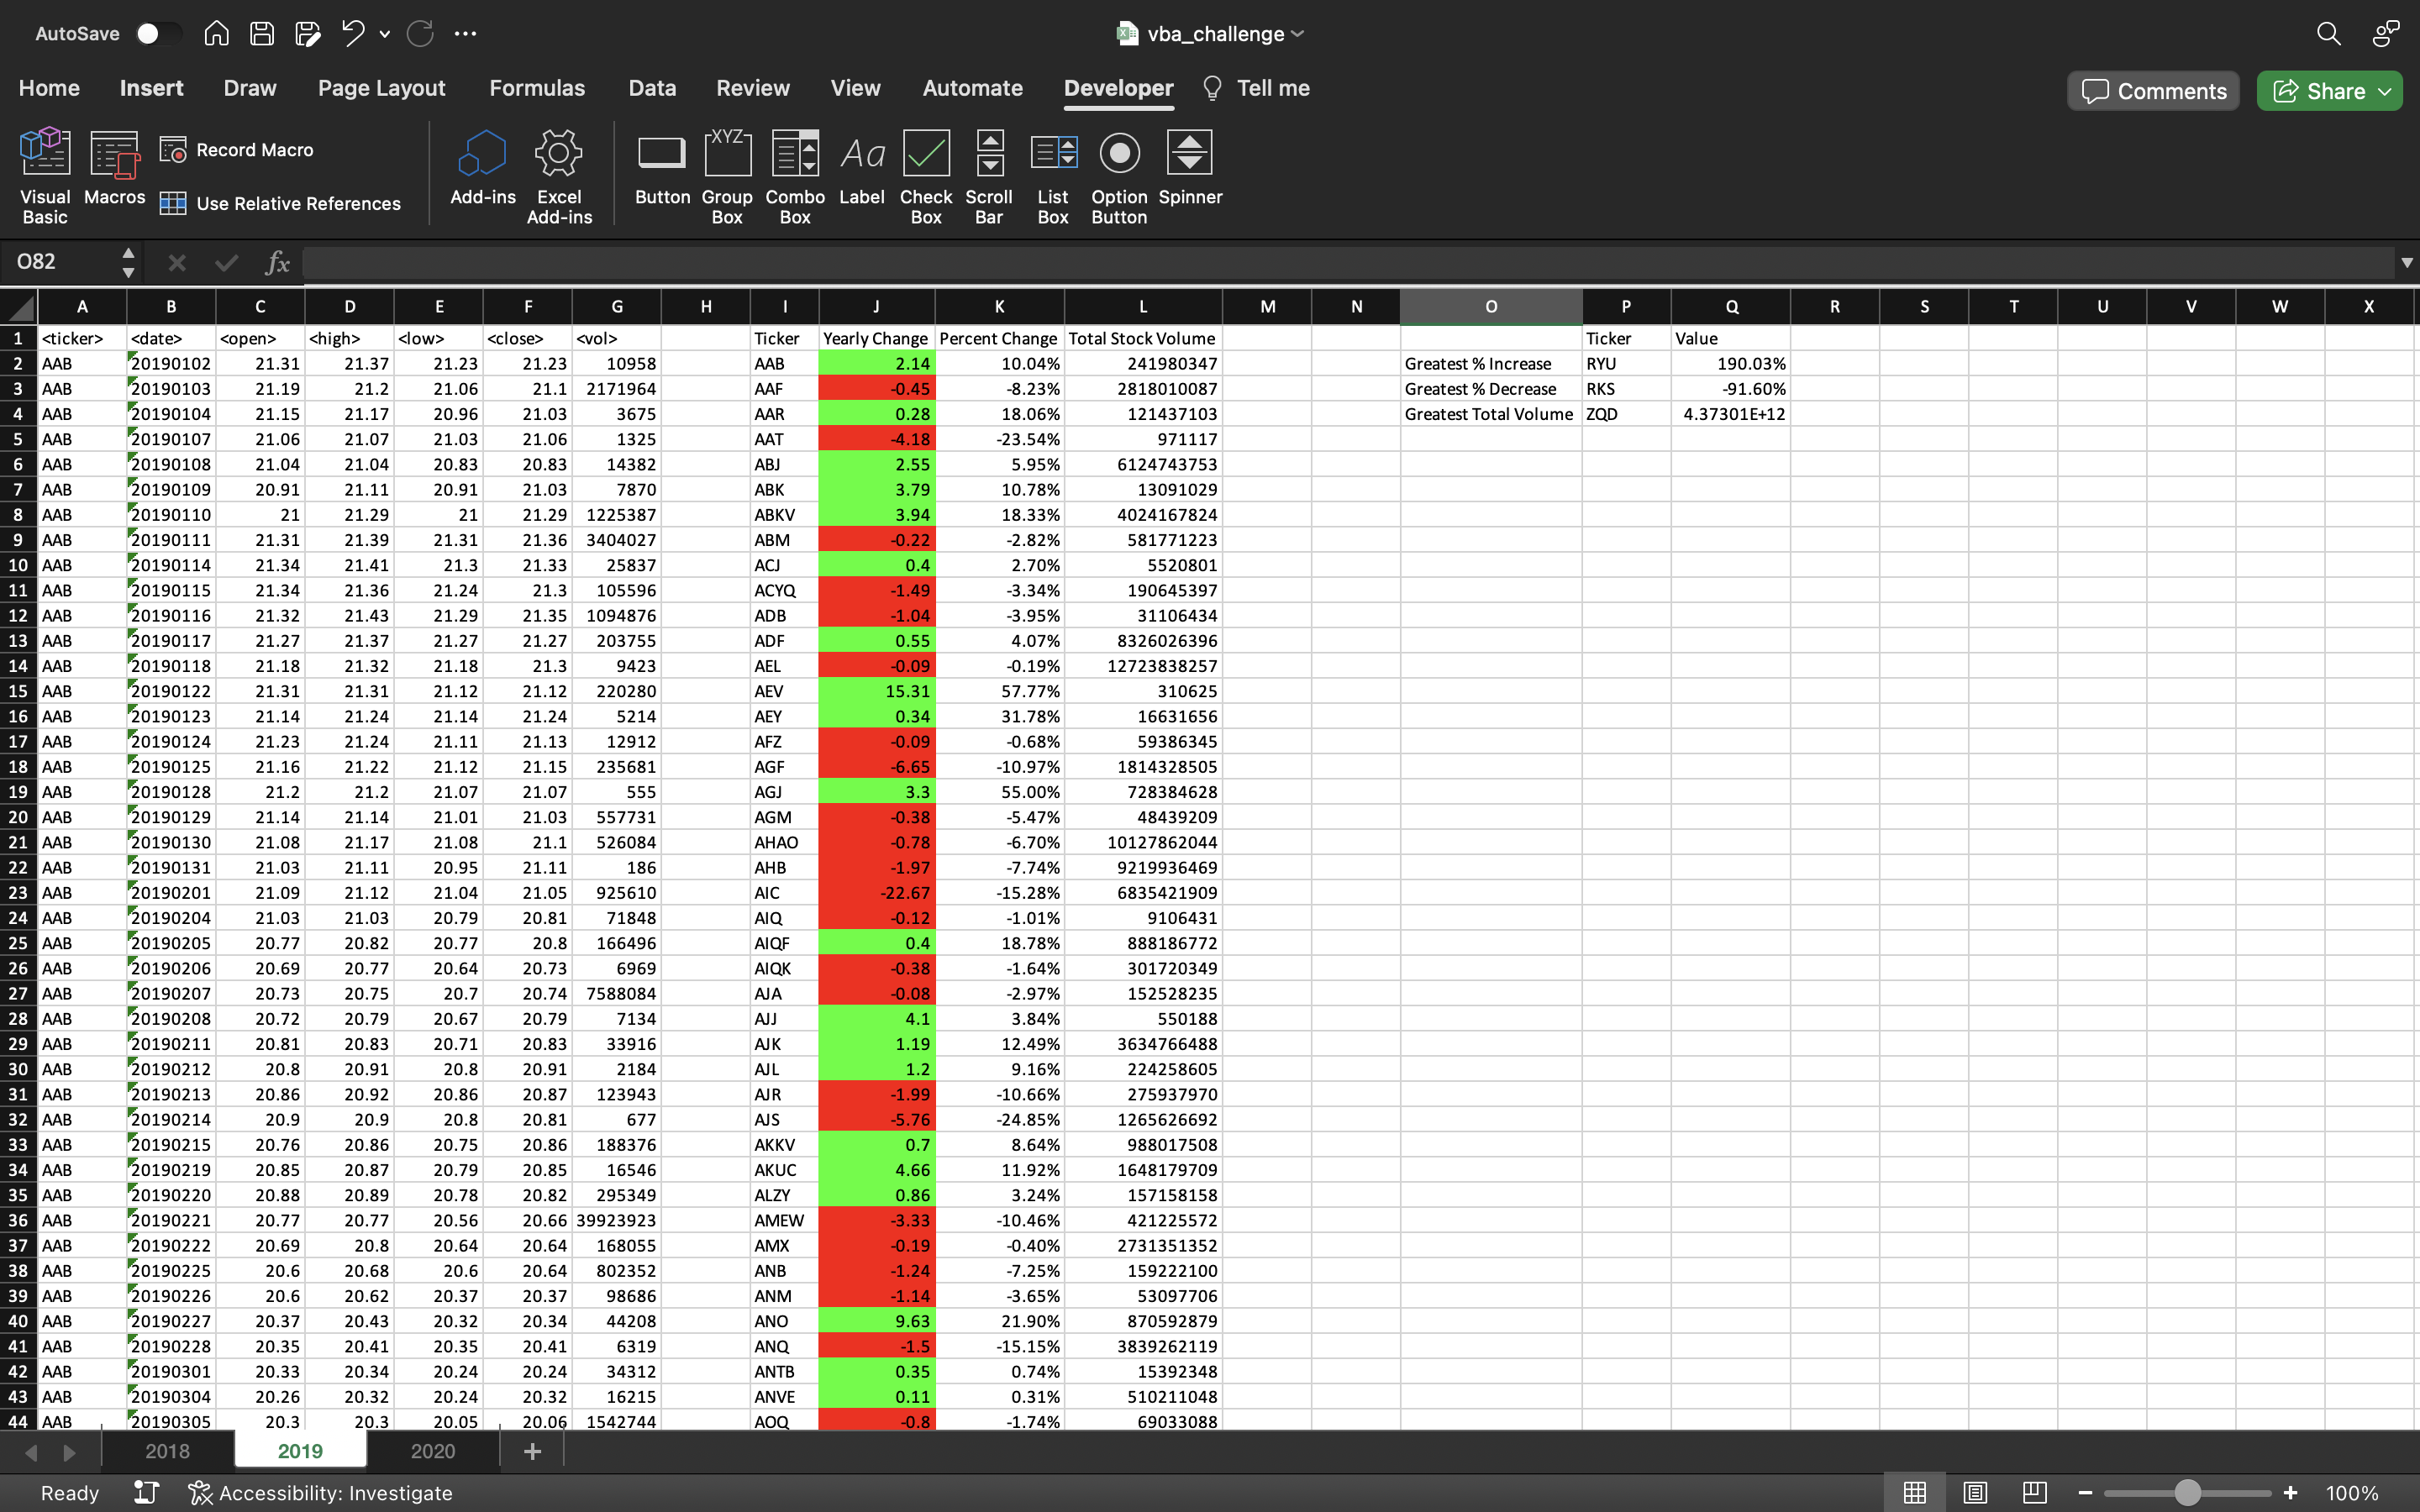 AutoSave vba_challenge
Home Insert Draw Page Layout Formulas Data Review View Automate Developer Tell me Comments Share
Visual Basic Macros Record Macro Use Relative References Add-ins Excel Add-ins XYZ Aa Button Group Box Combo Box Label Check Box Scroll Bar List Box Option Button Spinner
O82 fx
A B C D E F G H I J K L M N O P Q R S T U V W X
1 <ticker> <date> <open> <high> <low> <close> <vol> Ticker Yearly Change Percent Change Total Stock Volume Ticker Value
2 AAB 20190102 21.31 21.37 21.23 21.23 10958 AAB 2.14 10.04% 241980347 Greatest % Increase RYU 190.03%
3 AAB 20190103 21.19 21.2 21.06 21.1 2171964 AAF -0.45 -8.23% 2818010087 Greatest % Decrease RKS -91.60%
4 AAB 20190104 21.15 21.17 20.96 21.03 3675 AAR 0.28 18.06% 121437103 Greatest Total Volume ZQD 4.37301E+12
5 AAB 20190107 21.06 21.07 21.03 21.06 1325 AAT -4.18 -23.54% 971117
6 AAB 20190108 21.04 21.04 20.83 20.83 14382 ABJ 2.55 5.95% 6124743753
7 AAB 20190109 20.91 21.11 20.91 21.03 7870 ABK 3.79 10.78% 13091029
8 AAB 20190110 21 21.29 21 21.29 1225387 ABKV 3.94 18.33% 4024167824
9 AAB 20190111 21.31 21.39 21.31 21.36 3404027 ABM -0.22 -2.82% 581771223
10 AAB 20190114 21.34 21.41 21.3 21.33 25837 ACJ 0.4 2.70% 5520801
11 AAB 20190115 21.34 21.36 21.24 21.3 105596 ACYQ -1.49 -3.34% 190645397
12 AAB 20190116 21.32 21.43 21.29 21.35 1094876 ADB -1.04 -3.95% 31106434
13 AAB 20190117 21.27 21.37 21.27 21.27 203755 ADF 0.55 4.07% 8326026396
14 AAB 20190118 21.18 21.32 21.18 21.3 9423 AEL -0.09 -0.19% 12723838257
15 AAB 20190122 21.31 21.31 21.12 21.12 220280 AEV 15.31 57.77% 310625
16 AAB 20190123 21.14 21.24 21.14 21.24 5214 AEY 0.34 31.78% 16631656
17 AAB 20190124 21.23 21.24 21.11 21.13 12912 AFZ -0.09 -0.68% 59386345
18 AAB 20190125 21.16 21.22 21.12 21.15 235681 AGF -6.65 -10.97% 1814328505
19 AAB 20190128 21.2 21.2 21.07 21.07 555 AGJ 3.3 55.00% 728384628
20 AAB 20190129 21.14 21.14 21.01 21.03 557731 AGM -0.38 -5.47% 48439209
21 AAB 20190130 21.08 21.17 21.08 21.1 526084 AHAO -0.78 -6.70% 10127862044
22 AAB 20190131 21.03 21.11 20.95 21.11 186 AHB -1.97 -7.74% 9219936469
23 AAB 20190201 21.09 21.12 21.04 21.05 925610 AIC -22.67 -15.28% 6835421909
24 AAB 20190204 21.03 21.03 20.79 20.81 71848 AIQ -0.12 -1.01% 9106431
25 AAB 20190205 20.77 20.82 20.77 20.8 166496 AIQF 0.4 18.78% 888186772
26 AAB 20190206 20.69 20.77 20.64 20.73 6969 AIQK -0.38 -1.64% 301720349
27 AAB 20190207 20.73 20.75 20.7 20.74 7588084 AJA -0.08 -2.97% 152528235
28 AAB 20190208 20.72 20.79 20.67 20.79 7134 AJJ 4.1 3.84% 550188
29 AAB 20190211 20.81 20.83 20.71 20.83 33916 AJK 1.19 12.49% 3634766488
30 AAB 20190212 20.8 20.91 20.8 20.91 2184 AJL 1.2 9.16% 224258605
31 AAB 20190213 20.86 20.92 20.86 20.87 123943 AJR -1.99 -10.66% 275937970
32 AAB 20190214 20.9 20.9 20.8 20.81 677 AJS -5.76 -24.85% 1265626692
33 AAB 20190215 20.76 20.86 20.75 20.86 188376 AKKV 0.7 8.64% 988017508
34 AAB 20190219 20.85 20.87 20.79 20.85 16546 AKUC 4.66 11.92% 1648179709
35 AAB 20190220 20.88 20.89 20.78 20.82 295349 ALZY 0.86 3.24% 157158158
36 AAB 20190221 20.77 20.77 20.56 20.66 39923923 AMEW -3.33 -10.46% 421225572
37 AAB 20190222 20.69 20.8 20.64 20.64 168055 AMX -0.19 -0.40% 2731351352
38 AAB 20190225 20.6 20.68 20.6 20.64 802352 ANB -1.24 -7.25% 159222100
39 AAB 20190226 20.6 20.62 20.37 20.37 98686 ANM -1.14 -3.65% 53097706
40 AAB 20190227 20.37 20.43 20.32 20.34 44208 ANO 9.63 21.90% 870592879
41 AAB 20190228 20.35 20.41 20.35 20.41 6319 ANQ -1.5 -15.15% 3839262119
42 AAB 20190301 20.33 20.34 20.24 20.24 34312 ANTB 0.35 0.74% 15392348
43 AAB 20190304 20.26 20.32 20.24 20.32 16215 ANVE 0.11 0.31% 510211048
44 AAB 20190305 20.3 20.3 20.05 20.06 1542744 AOQ -0.8 -1.74% 69033088
2018 2019 2020
Ready Accessibility: Investigate 100%